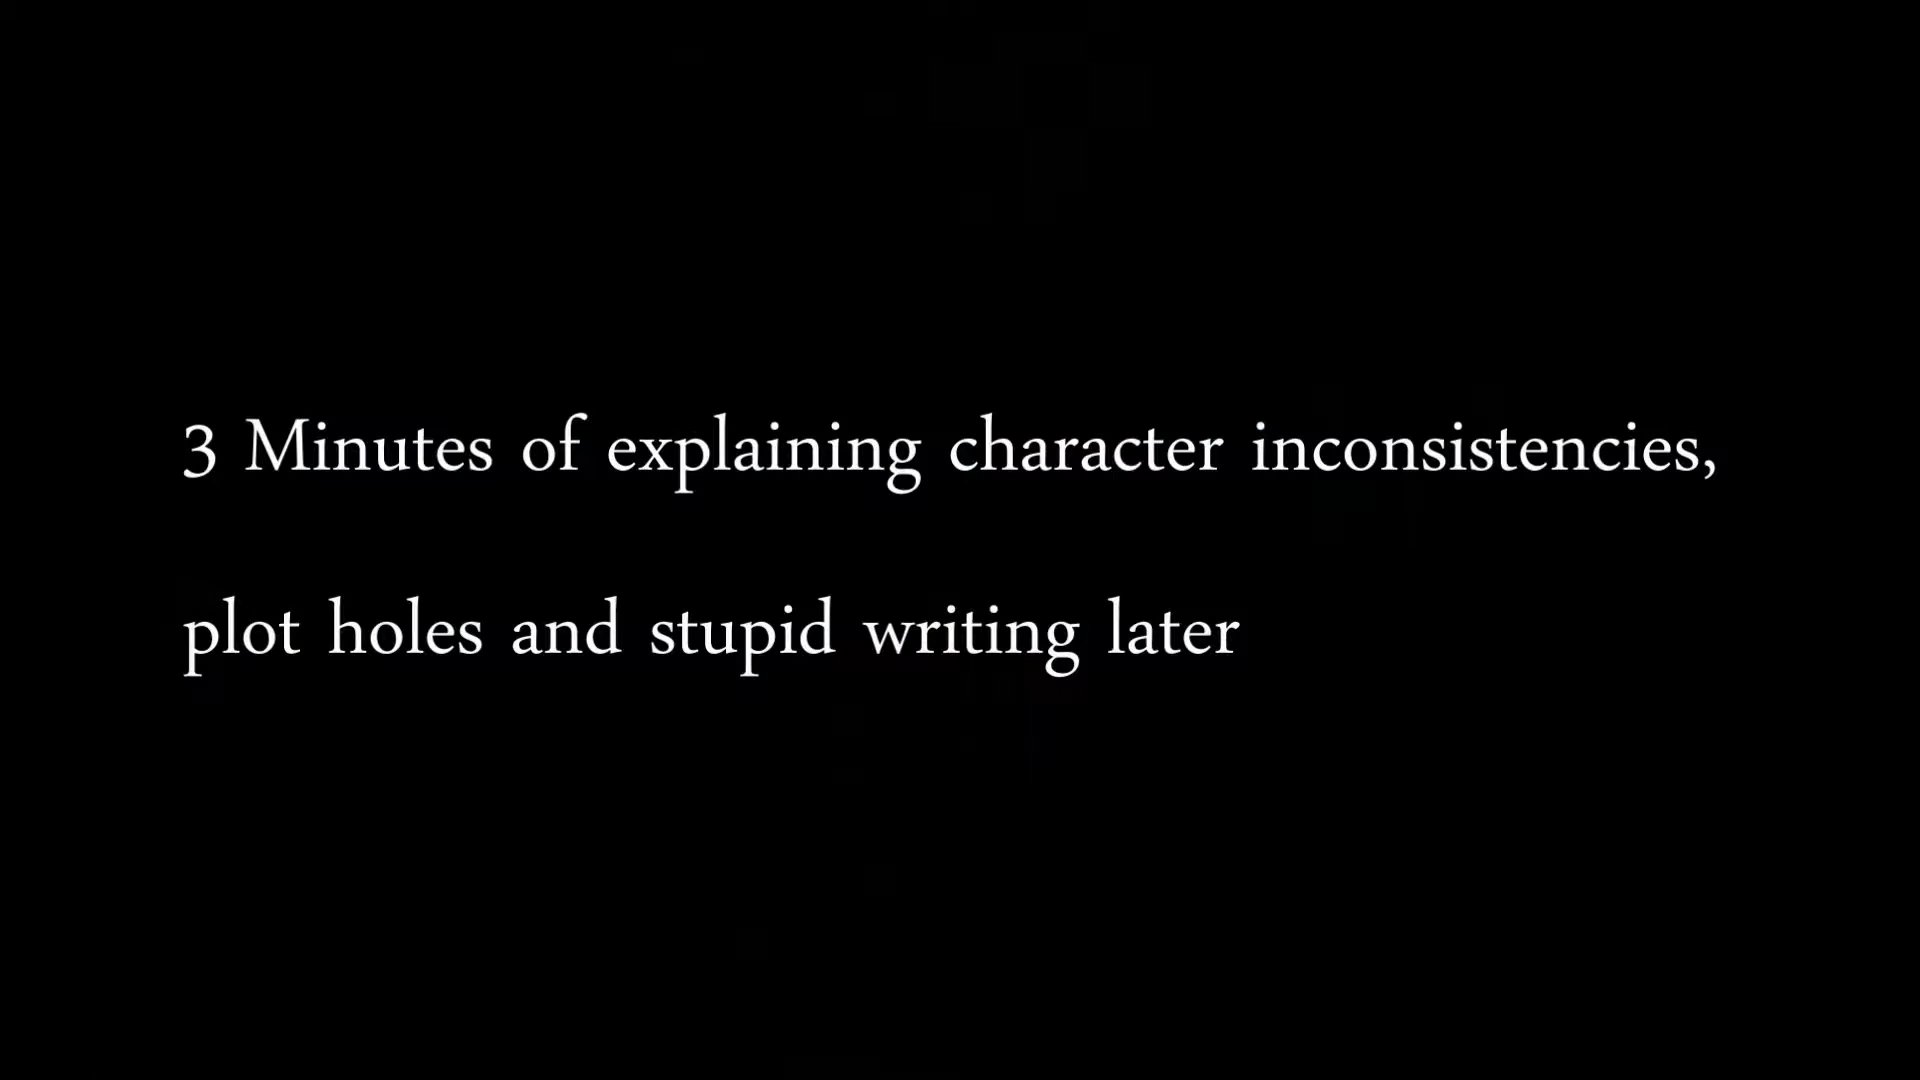 3 Minutes of explaining character inconsistencies,
plot holes and stupid writing later